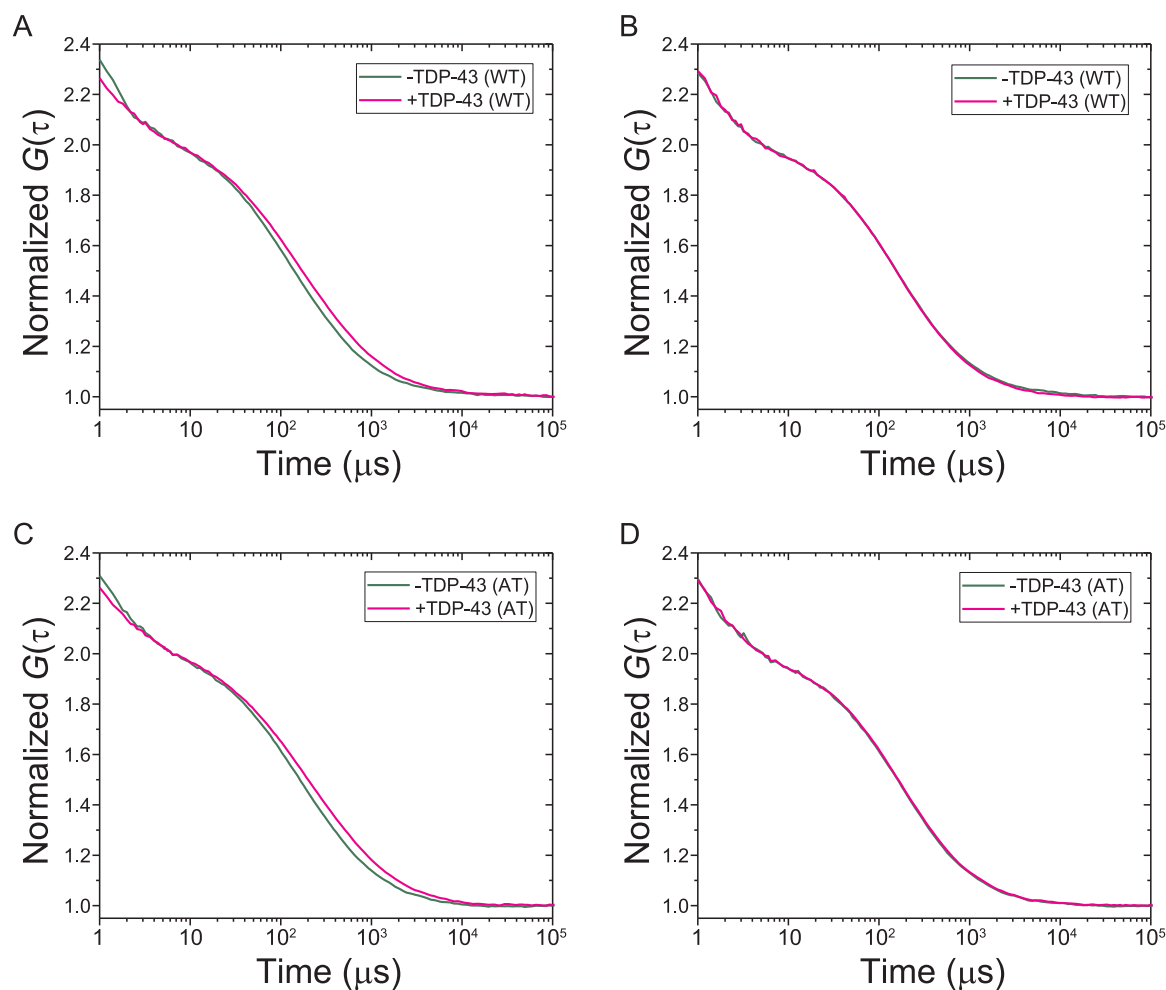 A
Normalized G(τ)
2.4
2.2
2.0
1.8
1.6
1.4
1.2
1.0
-TDP-43 (WT)
+TDP-43 (WT)
1 10 10² 10³ 10⁴ 10⁵
Time (μs)
B
Normalized G(τ)
2.4
2.2
2.0
1.8
1.6
1.4
1.2
1.0
-TDP-43 (WT)
+TDP-43 (WT)
1 10 10² 10³ 10⁴ 10⁵
Time (μs)
C
Normalized G(τ)
2.4
2.2
2.0
1.8
1.6
1.4
1.2
1.0
-TDP-43 (AT)
+TDP-43 (AT)
1 10 10² 10³ 10⁴ 10⁵
Time (μs)
D
Normalized G(τ)
2.4
2.2
2.0
1.8
1.6
1.4
1.2
1.0
-TDP-43 (AT)
+TDP-43 (AT)
1 10 10² 10³ 10⁴ 10⁵
Time (μs)